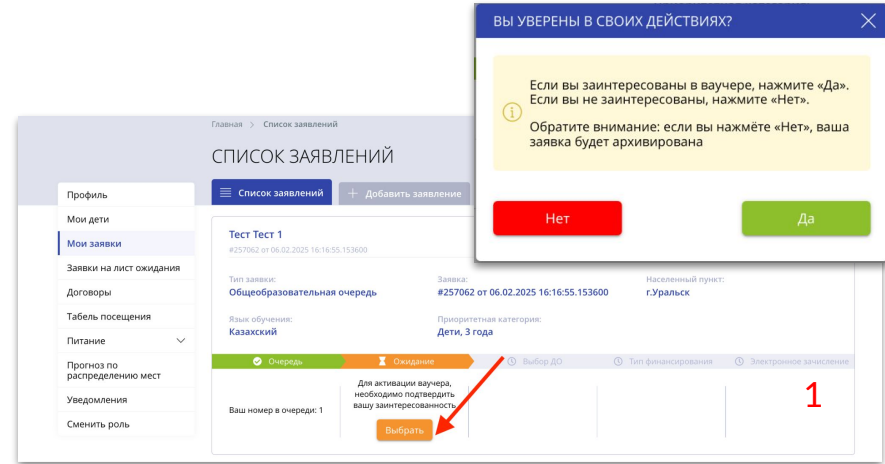 ВЫ УВЕРЕНЫ В СВОИХ ДЕЙСТВИЯХ?
Если вы заинтересованы в ваучере, нажмите «Да».
Если вы не заинтересованы, нажмите «Нет».
Обратите внимание: если вы нажмёте «Нет», ваша
заявка будет архивирована
Нет
Да
Главная > Список заявлений
СПИСОК ЗАЯВЛЕНИЙ
Список заявлений
Добавить заявление
Профиль
Мои дети
Мои заявки
Заявки на лист ожидания
Договоры
Табель посещения
Питание
Прогноз по
распределению мест
Уведомления
Сменить роль
Тест Тест 1
#257062 от 06.02.2025 16:16:55.153600
Тип заявки:
Общеобразовательная очередь
Заявка:
#257062 от 06.02.2025 16:16:55.153600
Населенный пункт:
г.Уральск
Язык обучения:
Казахский
Приоритетная категория:
Дети, 3 года
Очередь
Ожидание
Выбор ДО
Тип финансирования
Электронное зачисление
Ваш номер в очереди: 1
Для активации ваучера,
необходимо подтвердить
вашу заинтересованность
Выбрать
1